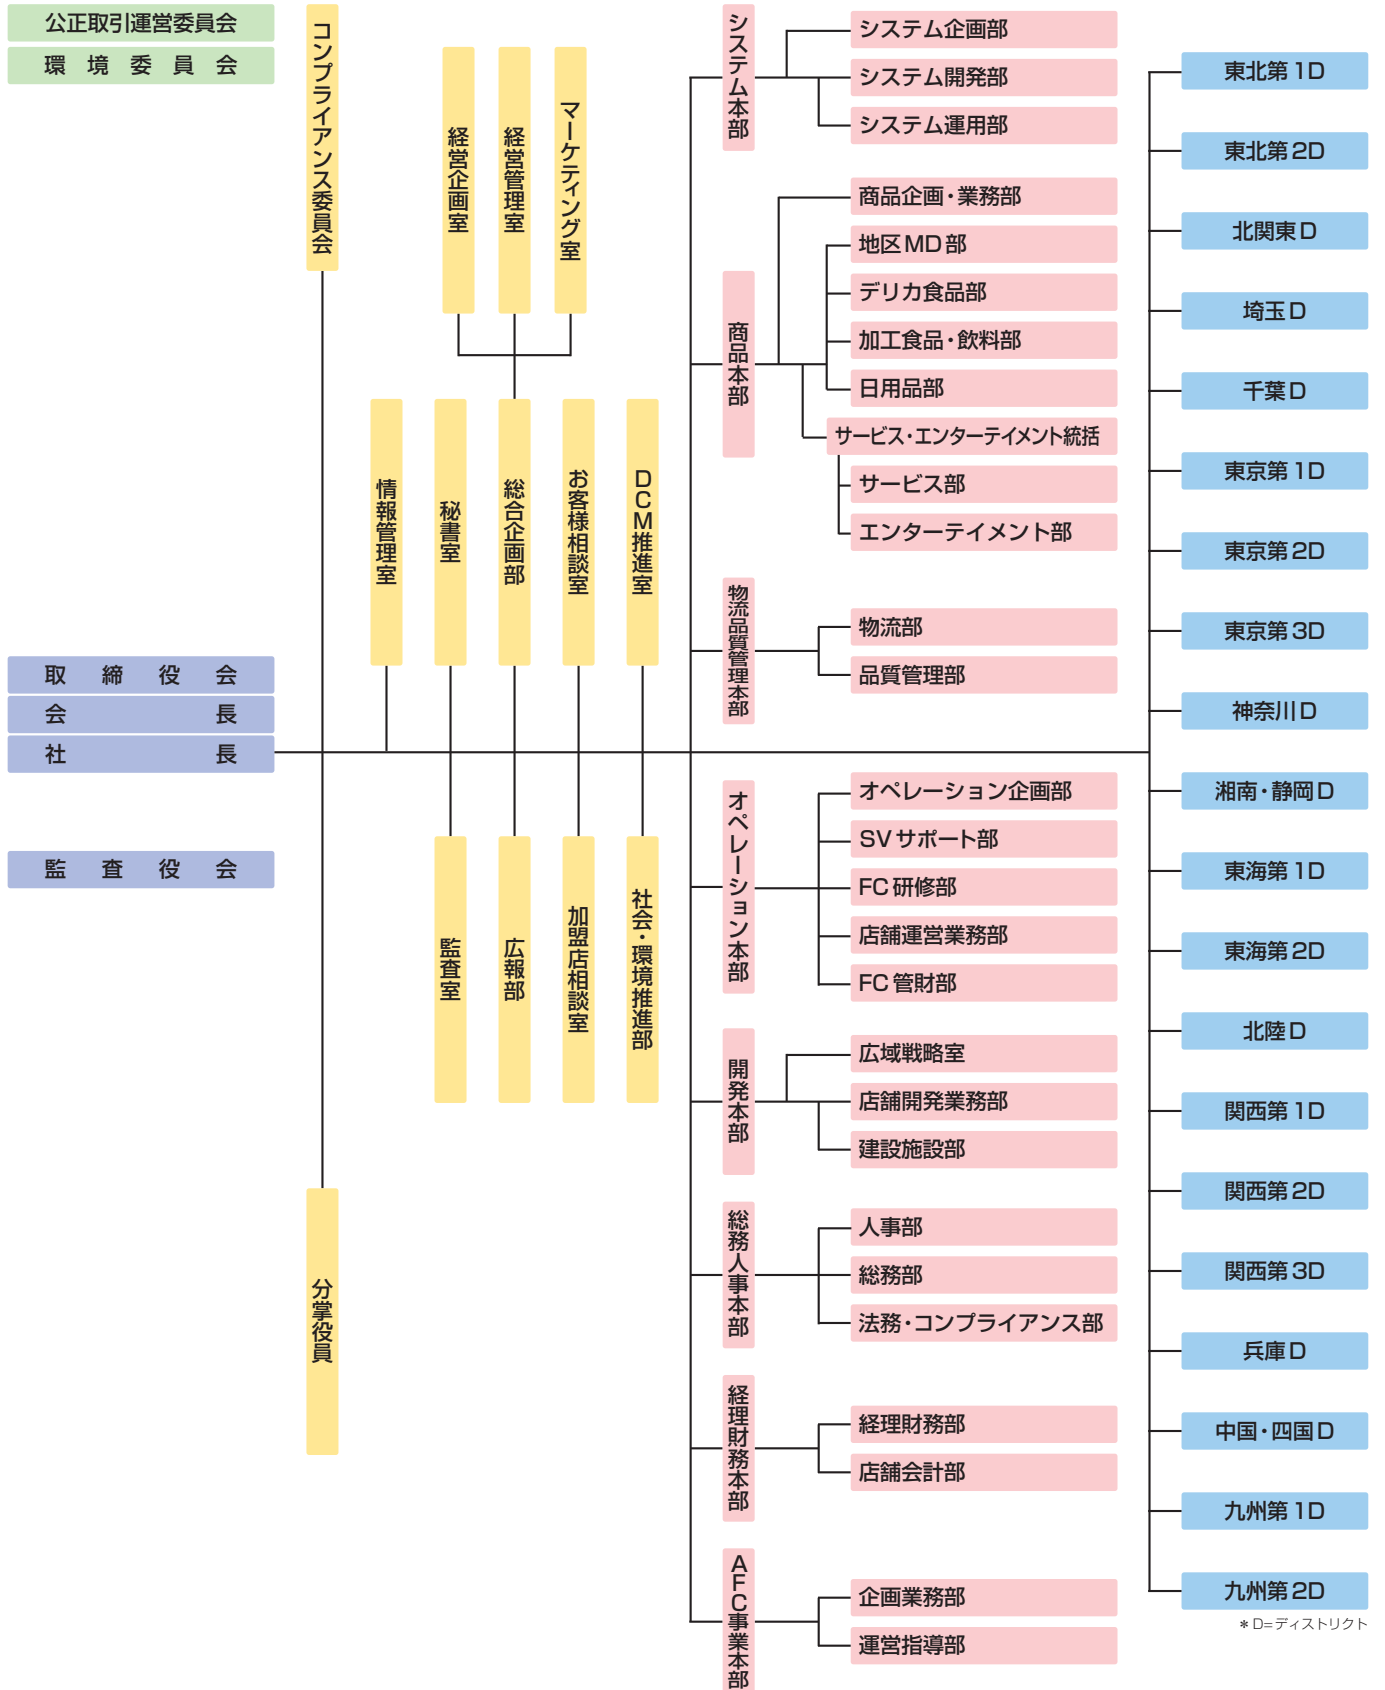 公正取引運営委員会
環境委員会
取締役会
会長
社長
監査役会
コンプライアンス委員会
分掌役員
経営企画室
経営管理室
マーケティング室
情報管理室
秘書室
総合企画部
お客様相談室
DCM推進室
監査室
広報部
加盟店相談室
社会・環境推進部
システム本部
システム企画部
システム開発部
システム運用部
商品本部
商品企画・業務部
地区MD部
デリカ食品部
加工食品・飲料部
日用品部
サービス・エンターテイメント統括
サービス部
エンターテイメント部
物流品質管理本部
物流部
品質管理部
オペレーション本部
オペレーション企画部
SVサポート部
FC研修部
店舗運営業務部
FC管財部
開発本部
広域戦略室
店舗開発業務部
建設施設部
総務人事本部
人事部
総務部
法務・コンプライアンス部
経理財務本部
経理財務部
店舗会計部
AFC事業本部
企画業務部
運営指導部
東北第1D
東北第2D
北関東D
埼玉D
千葉D
東京第1D
東京第2D
東京第3D
神奈川D
湘南・静岡D
東海第1D
東海第2D
北陸D
関西第1D
関西第2D
関西第3D
兵庫D
中国・四国D
九州第1D
九州第2D
＊D=ディストリクト